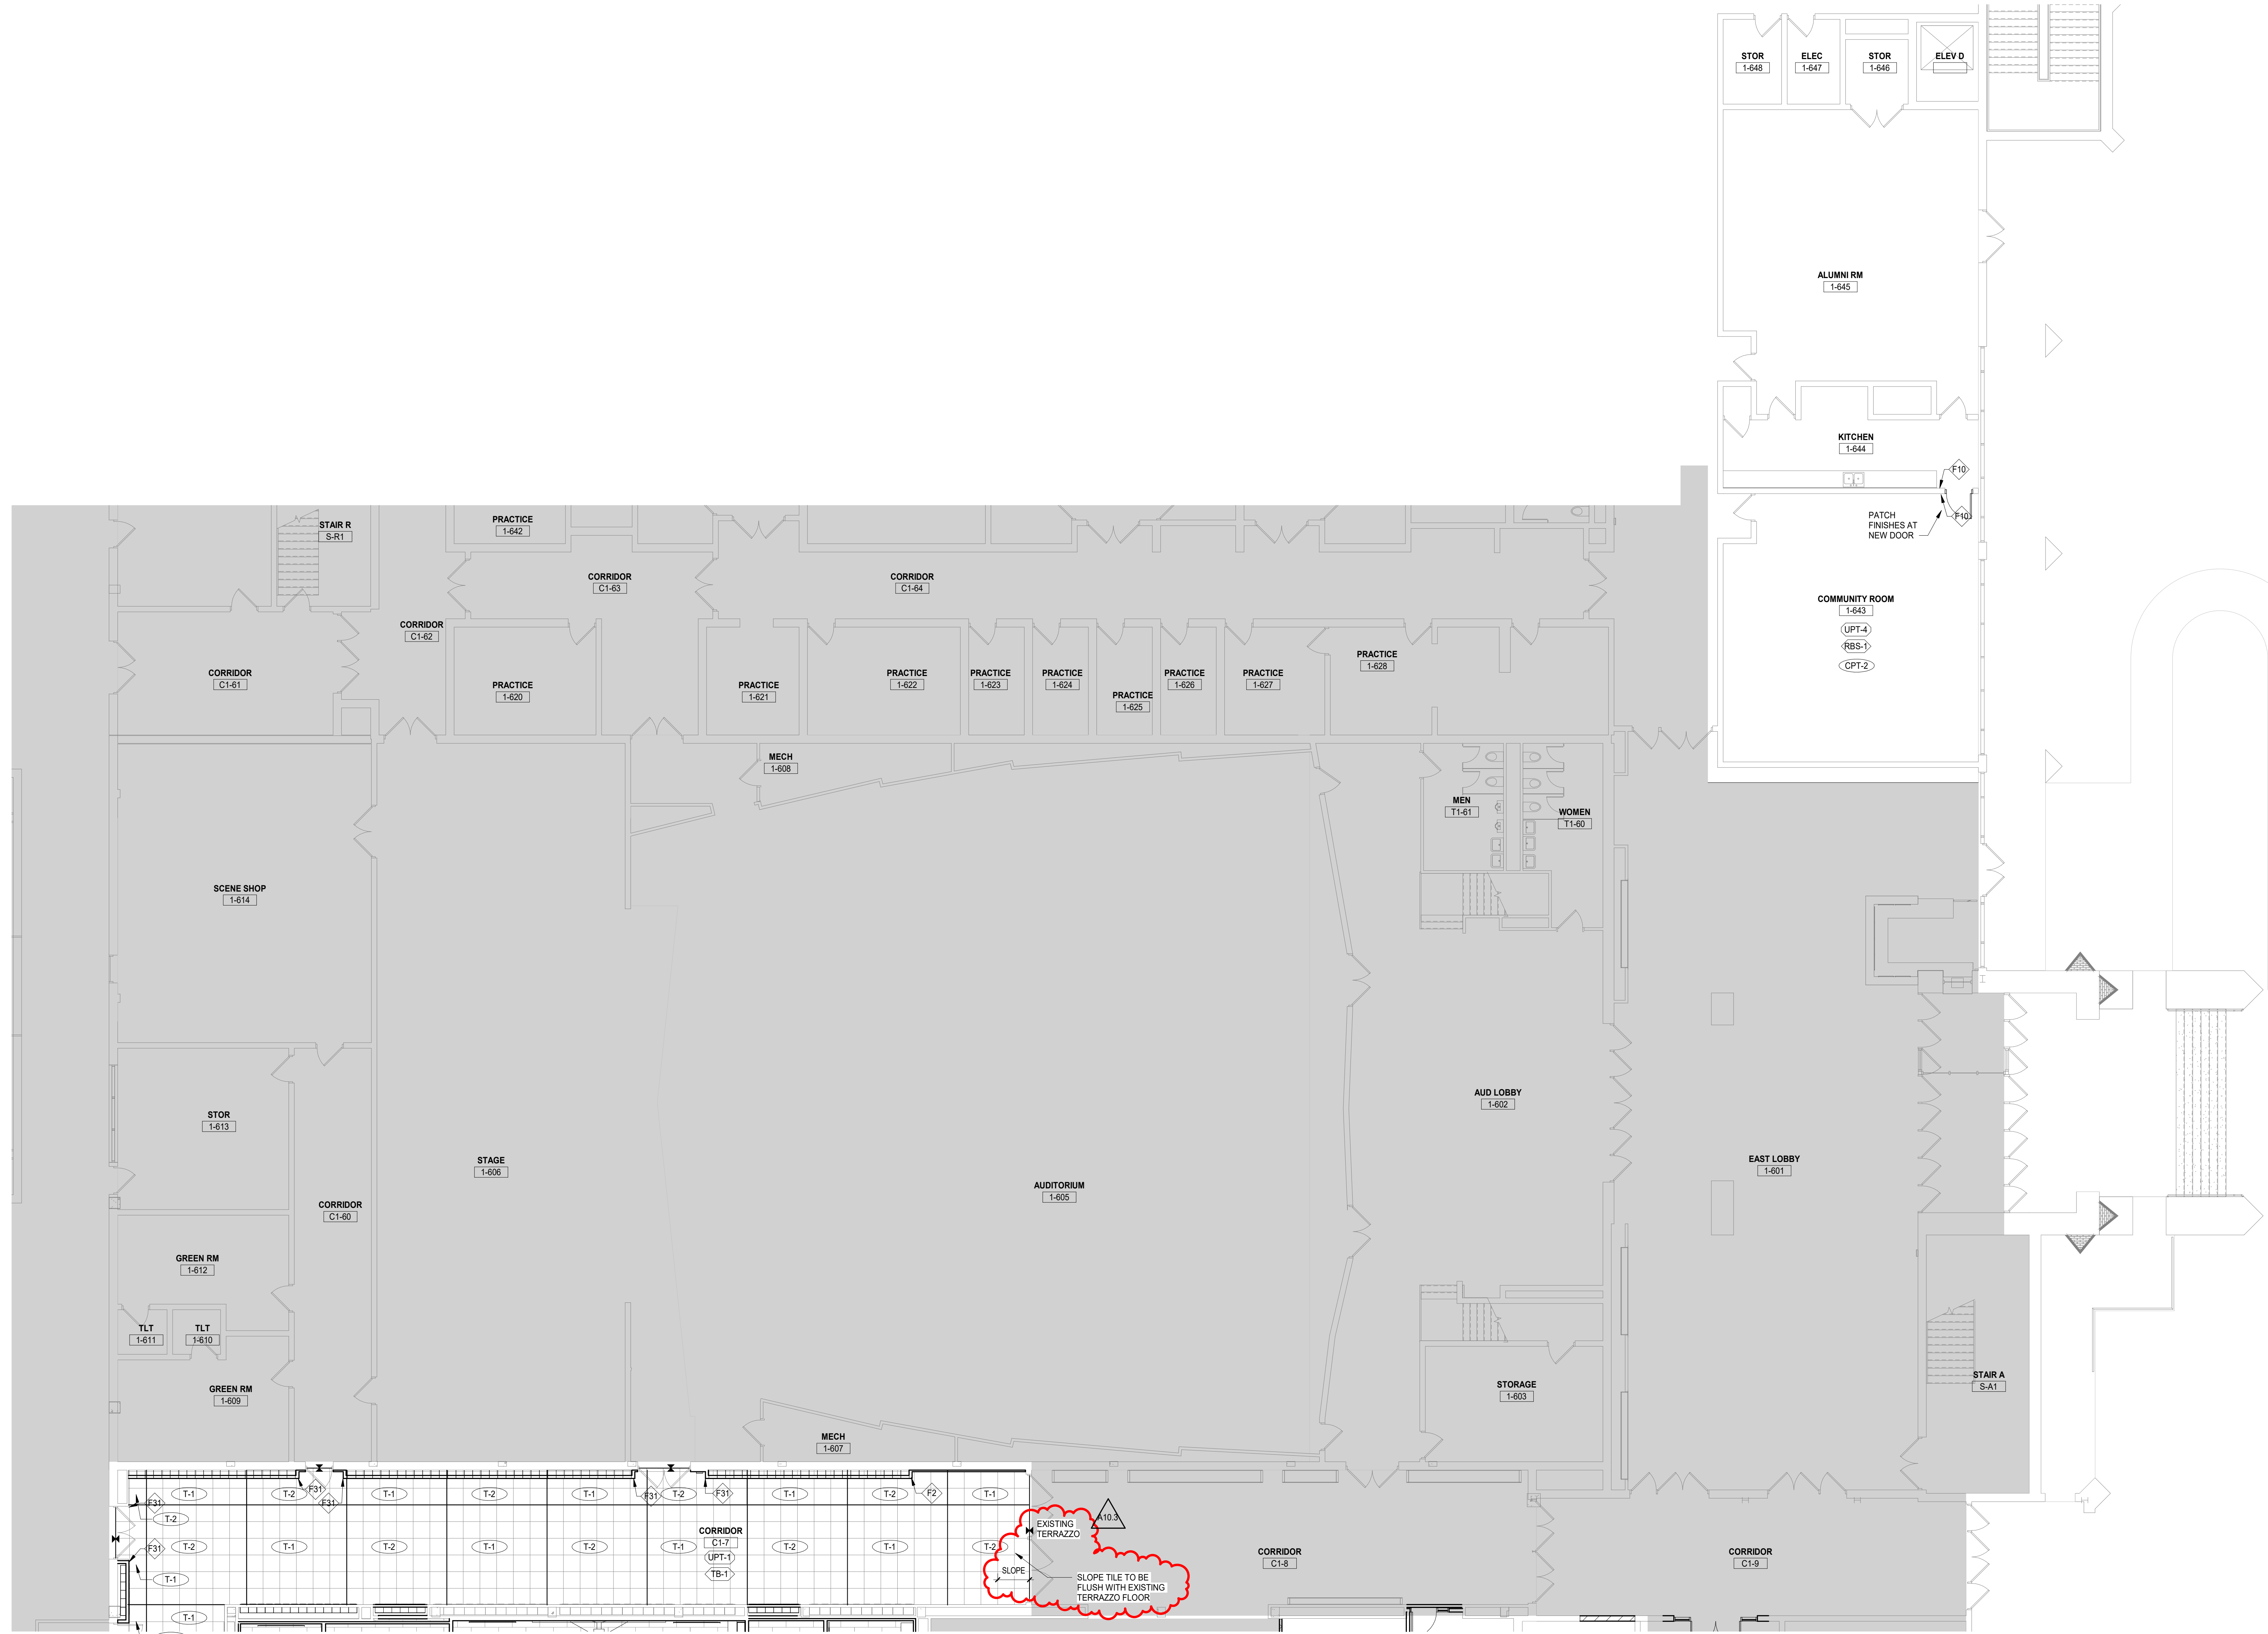 STOR
1-648
ELEC
1-647
STOR
1-646
ELEV D
ALUMNI RM
1-645
KITCHEN
1-644
F10
F10
PATCH
FINISHES AT
NEW DOOR
STAIR R
S-R1
PRACTICE
1-642
CORRIDOR
C1-63
CORRIDOR
C1-64
CORRIDOR
C1-62
COMMUNITY ROOM
1-643
UPT-4
RBS-1
CPT-2
CORRIDOR
C1-61
PRACTICE
1-620
PRACTICE
1-621
PRACTICE
1-622
PRACTICE
1-623
PRACTICE
1-624
PRACTICE
1-625
PRACTICE
1-626
PRACTICE
1-627
PRACTICE
1-628
MECH
1-608
MEN
T1-61
WOMEN
T1-60
SCENE SHOP
1-614
STOR
1-613
AUD LOBBY
1-602
STAGE
1-606
AUDITORIUM
1-605
EAST LOBBY
1-601
CORRIDOR
C1-60
GREEN RM
1-612
TLT
1-611
TLT
1-610
GREEN RM
1-609
STORAGE
1-603
STAIR A
S-A1
MECH
1-607
T-1
T-2
T-1
T-2
T-1
T-2
T-1
T-2
T-1
F31
F31
F31
F31
F31
F2
T-2
A10.3
EXISTING
TERRAZZO
CORRIDOR
C1-7
UPT-1
TB-1
F31
T-2
T-1
T-2
T-1
T-2
T-1
T-2
T-1
T-2
CORRIDOR
C1-8
CORRIDOR
C1-9
SLOPE
T-1
SLOPE TILE TO BE
FLUSH WITH EXISTING
TERRAZZO FLOOR
T-1